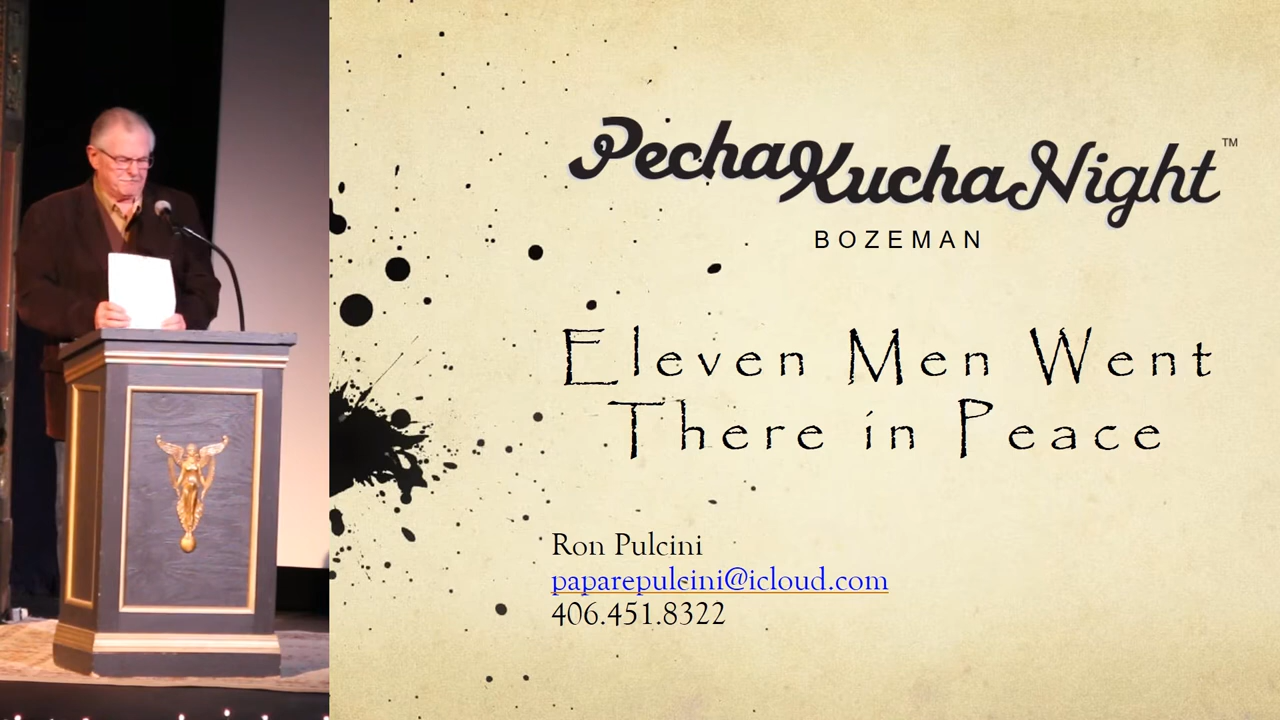 PechaKuchaNight™
BOZEMAN
Eleven Men Went
There in Peace
Ron Pulcini
paparepulcini@icloud.com
406.451.8322